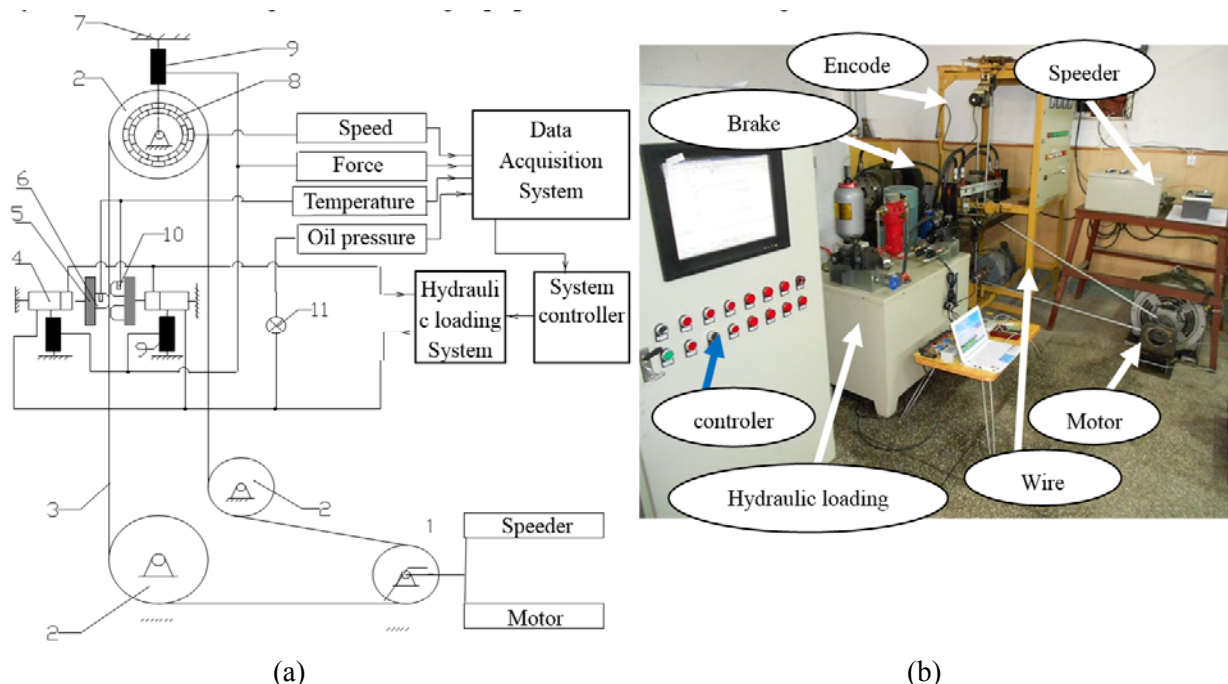 7
9
2
8
Speed
Data
Acquisition
System
Force
Temperature
Oil pressure
6
5
4
10
9
11
Hydrauli
c loading
System
System
controller
3
2
1
Speeder
Motor
2
(a)
Encode
Speeder
Brake
controler
Motor
Hydraulic loading
Wire
(b)